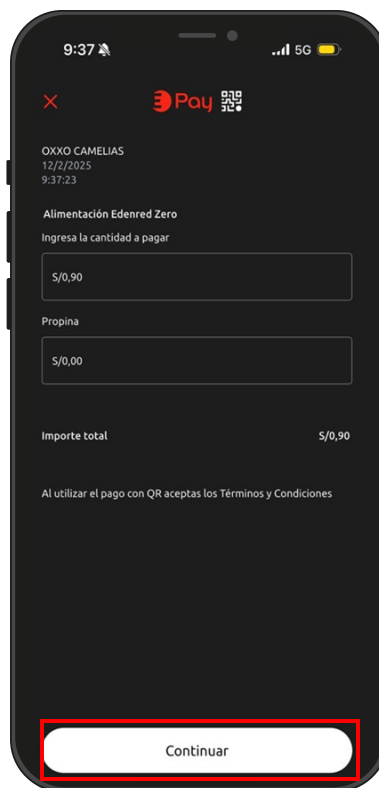 9:37
5G
Pay
OXXO CAMELIAS
12/2/2025
9:37:23
Alimentación Edenred Zero
Ingresa la cantidad a pagar
S/0,90
Propina
S/0,00
Importe total S/0,90
Al utilizar el pago con QR aceptas los Términos y Condiciones
Continuar